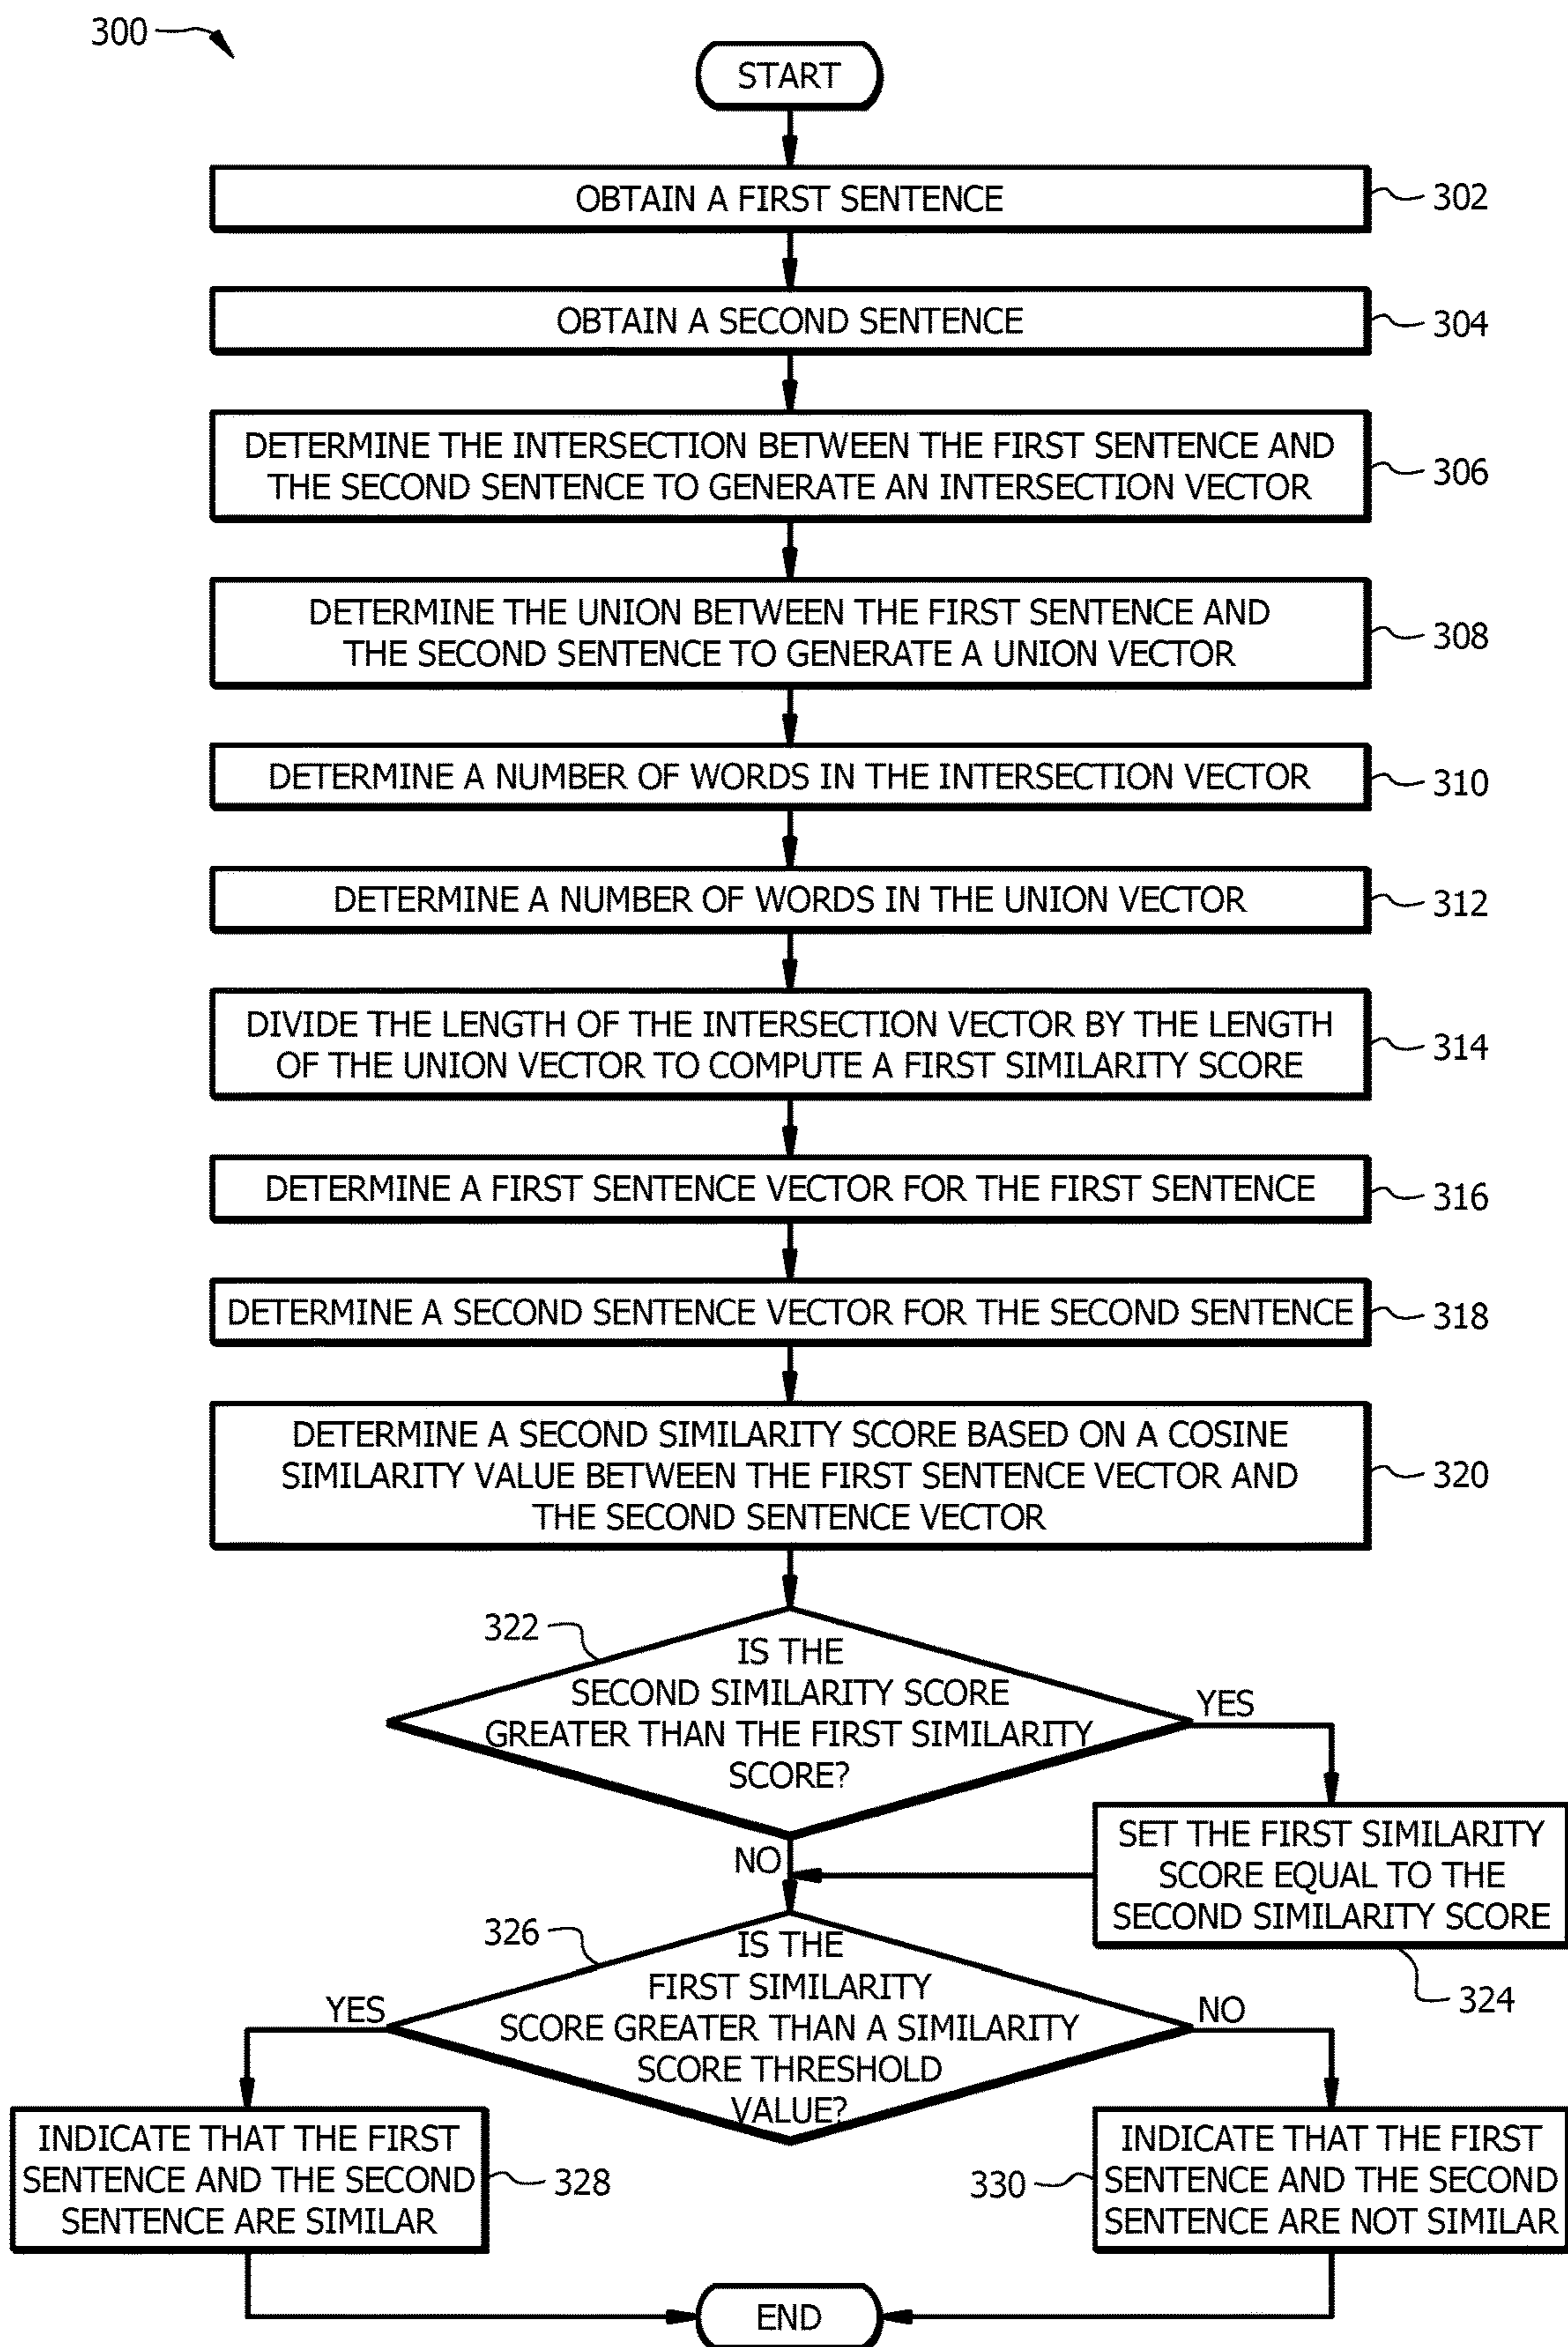 300
START
OBTAIN A FIRST SENTENCE
302
OBTAIN A SECOND SENTENCE
304
DETERMINE THE INTERSECTION BETWEEN THE FIRST SENTENCE AND
THE SECOND SENTENCE TO GENERATE AN INTERSECTION VECTOR
306
DETERMINE THE UNION BETWEEN THE FIRST SENTENCE AND
THE SECOND SENTENCE TO GENERATE A UNION VECTOR
308
DETERMINE A NUMBER OF WORDS IN THE INTERSECTION VECTOR
310
DETERMINE A NUMBER OF WORDS IN THE UNION VECTOR
312
DIVIDE THE LENGTH OF THE INTERSECTION VECTOR BY THE LENGTH
OF THE UNION VECTOR TO COMPUTE A FIRST SIMILARITY SCORE
314
DETERMINE A FIRST SENTENCE VECTOR FOR THE FIRST SENTENCE
316
DETERMINE A SECOND SENTENCE VECTOR FOR THE SECOND SENTENCE
318
DETERMINE A SECOND SIMILARITY SCORE BASED ON A COSINE
SIMILARITY VALUE BETWEEN THE FIRST SENTENCE VECTOR AND
THE SECOND SENTENCE VECTOR
320
322
IS THE
SECOND SIMILARITY SCORE
GREATER THAN THE FIRST SIMILARITY
SCORE?
YES
NO
SET THE FIRST SIMILARITY
SCORE EQUAL TO THE
SECOND SIMILARITY SCORE
324
326
IS THE
FIRST SIMILARITY
SCORE GREATER THAN A SIMILARITY
SCORE THRESHOLD
VALUE?
YES
NO
INDICATE THAT THE FIRST
SENTENCE AND THE SECOND
SENTENCE ARE SIMILAR
328
330
INDICATE THAT THE FIRST
SENTENCE AND THE SECOND
SENTENCE ARE NOT SIMILAR
END